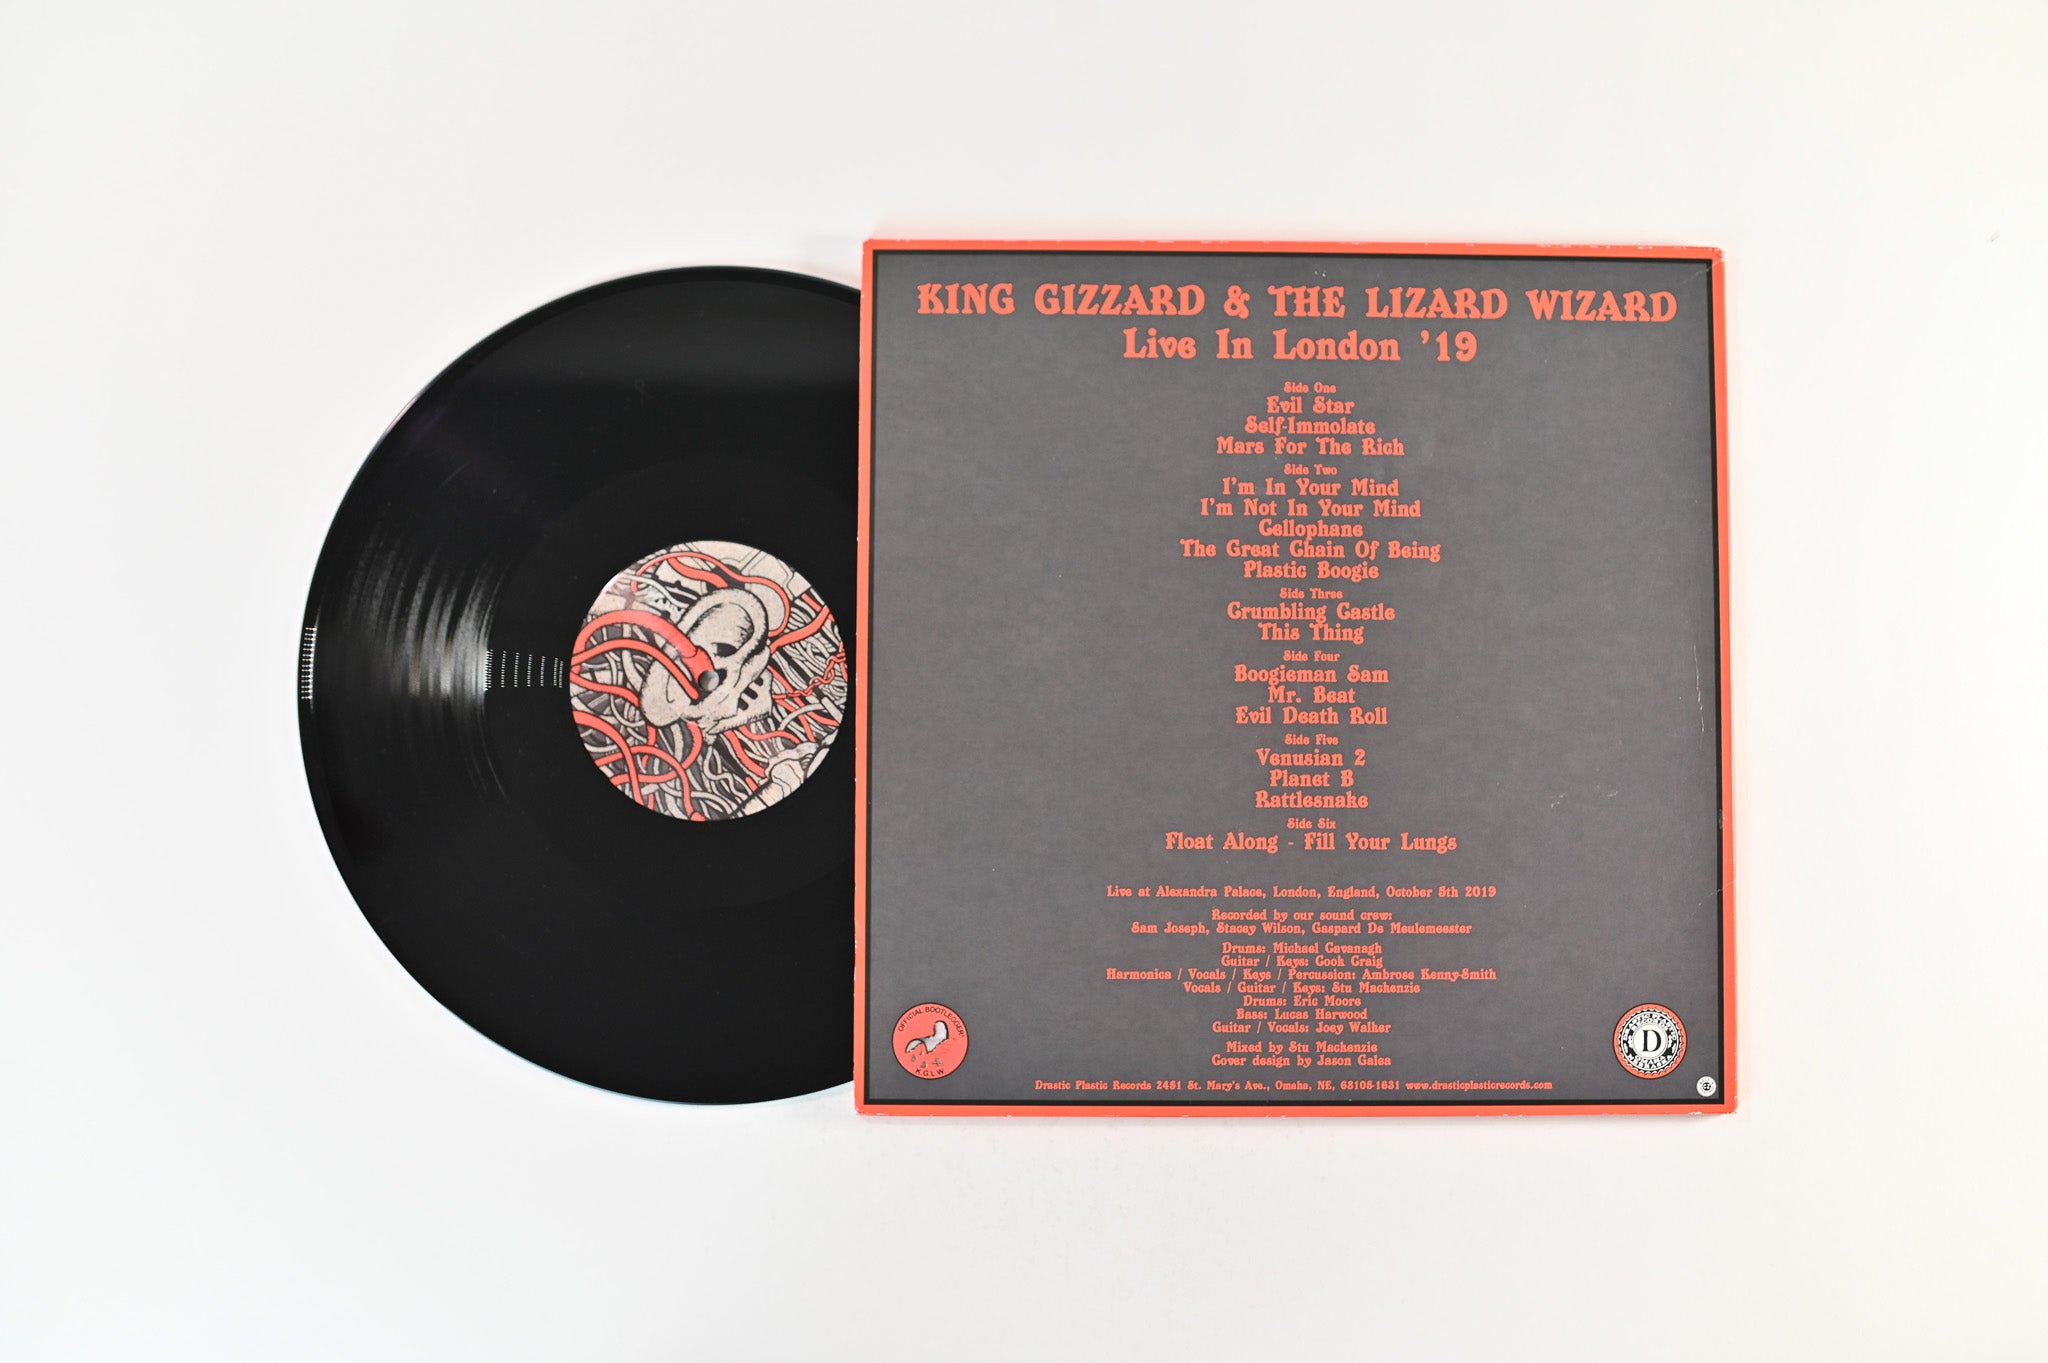 KING GIZZARD & THE LIZARD WIZARD
Live In London '19
Side One
Evil Star
Self-Immolate
Mars For The Rich
Side Two
I'm In Your Mind
I'm Not In Your Mind
Cellophane
The Great Chain Of Being
Plastic Boogie
Side Three
Crumbling Castle
This Thing
Side Four
Boogieman Sam
Mr. Beat
Evil Death Roll
Side Five
Venusian 2
Planet B
Rattlesnake
Side Six
Float Along - Fill Your Lungs
Live at Alexandra Palace, London, England, October 5th 2019
Recorded by our sound crew:
Sam Joseph, Stacey Wilson, Gaspard De Meulemeester
Drums: Michael Cavanagh
Guitar / Keys: Cook Craig
Harmonica / Vocals / Keys / Percussion: Ambrose Kenny-Smith
Vocals / Guitar / Keys: Stu Mackenzie
Drums: Eric Moore
Bass: Lucas Harwood
Guitar / Vocals: Joey Walker
Mixed by Stu Mackenzie
Cover design by Jason Galea
Drastic Plastic Records 2451 St. Mary's Ave., Omaha, NE, 68105-1631 www.drasticplasticrecords.com
OFFICIAL BOOTLEGGER!
K.G.L.W
D